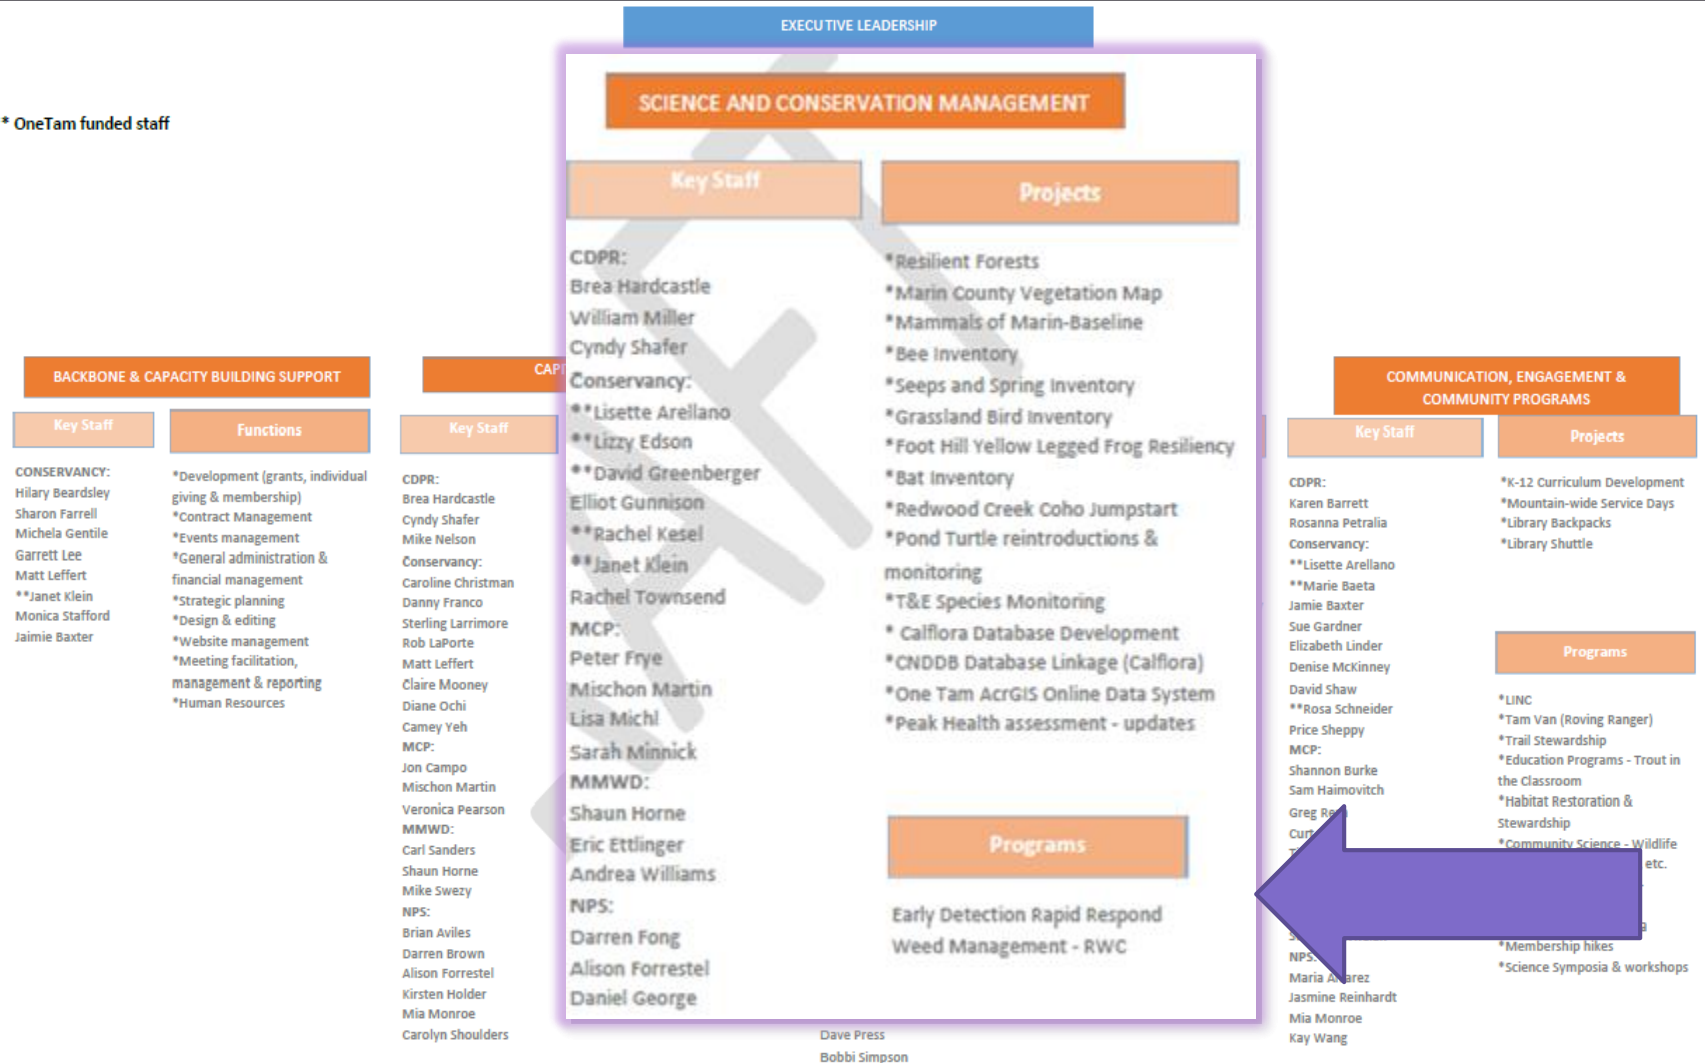 EXECUTIVE LEADERSHIP
* OneTam funded staff
BACKBONE & CAPACITY BUILDING SUPPORT
Key Staff
Functions
CONSERVANCY:
Hilary Beardsley
Sharon Farrell
Michela Gentile
Garrett Lee
Matt Leffert
**Janet Klein
Monica Stafford
Jaimie Baxter
*Development (grants, individual
giving & membership)
*Contract Management
*Events management
*General administration &
financial management
*Strategic planning
*Design & editing
*Website management
*Meeting facilitation,
management & reporting
*Human Resources
Key Staff
CDPR:
Brea Hardcastle
Cyndy Shafer
Mike Nelson
Conservancy:
Caroline Christman
Danny Franco
Sterling Larrimore
Rob LaPorte
Matt Leffert
Claire Mooney
Diane Ochi
Camey Yeh
MCP:
Jon Campo
Mischon Martin
Veronica Pearson
MMWD:
Carl Sanders
Shaun Horne
Mike Swezy
NPS:
Brian Aviles
Darren Brown
Alison Forrestel
Kirsten Holder
Mia Monroe
Carolyn Shoulders
SCIENCE AND CONSERVATION MANAGEMENT
Key Staff
Projects
CDPR:
Brea Hardcastle
William Miller
Cyndy Shafer
Conservancy:
**Lisette Arellano
**Lizzy Edson
**David Greenberger
Elliot Gunnison
**Rachel Kesel
**Janet Klein
Rachel Townsend
MCP:
Peter Frye
Mischon Martin
Lisa Michl
Sarah Minnick
MMWD:
Shaun Horne
Eric Ettlinger
Andrea Williams
NPS:
Darren Fong
Alison Forrestel
Daniel George
Dave Press
Bobbi Simpson
*Resilient Forests
*Marin County Vegetation Map
*Mammals of Marin-Baseline
*Bee Inventory
*Seeps and Spring Inventory
*Grassland Bird Inventory
*Foot Hill Yellow Legged Frog Resiliency
*Bat Inventory
*Redwood Creek Coho Jumpstart
*Pond Turtle reintroductions &
monitoring
*T&E Species Monitoring
* Calflora Database Development
*CNDDB Database Linkage (Calflora)
*One Tam AcrGIS Online Data System
*Peak Health assessment - updates
Programs
Early Detection Rapid Respond
Weed Management - RWC
COMMUNICATION, ENGAGEMENT &
COMMUNITY PROGRAMS
Key Staff
Projects
CDPR:
Karen Barrett
Rosanna Petralia
Conservancy:
**Lisette Arellano
**Marie Baeta
Jamie Baxter
Sue Gardner
Elizabeth Linder
Denise McKinney
David Shaw
**Rosa Schneider
Price Sheppy
MCP:
Shannon Burke
Sam Haimovitch
Greg
NPS:
Maria
Jasmine Reinhardt
Mia Monroe
Kay Wang
*K-12 Curriculum Development
*Mountain-wide Service Days
*Library Backpacks
*Library Shuttle
Programs
*LINC
*Tam Van (Roving Ranger)
*Trail Stewardship
*Education Programs - Trout in
the Classroom
*Habitat Restoration &
Stewardship
*Community Science - Wildlife
etc.
*Membership hikes
*Science Symposia & workshops